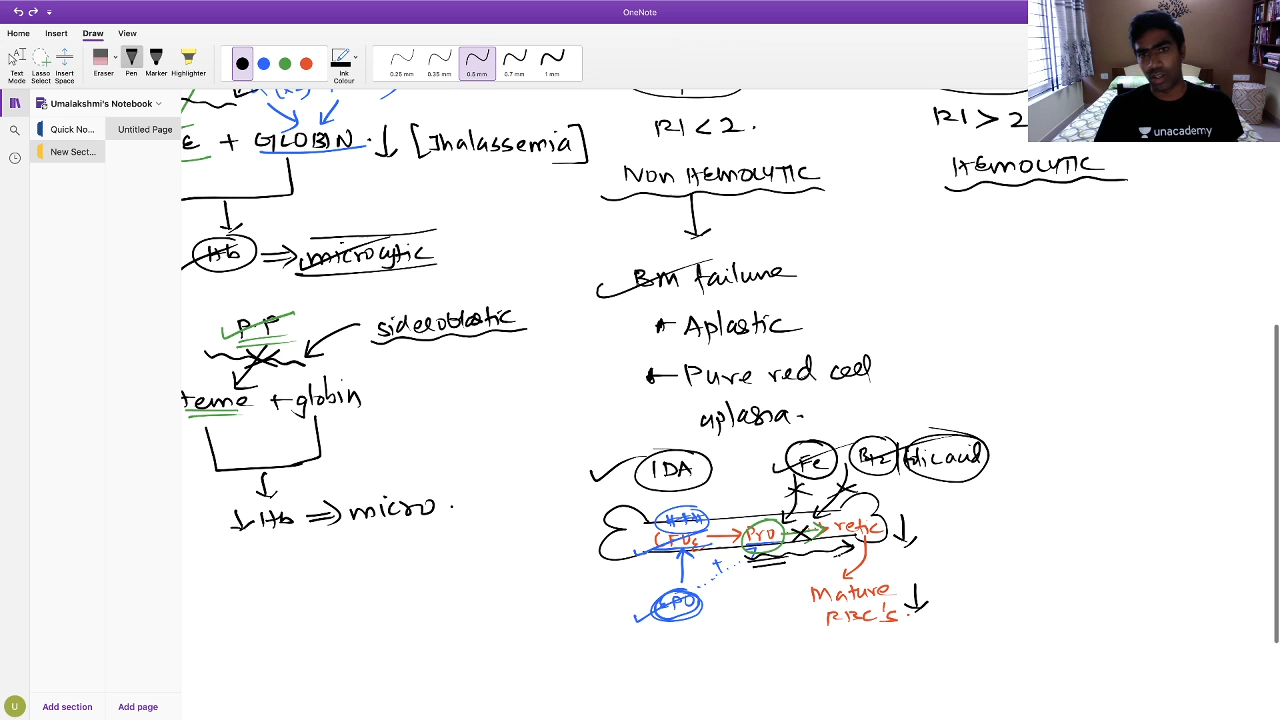 OneNote
Home Insert Draw View
Text Mode
Lasso Select
Insert Space
Eraser
Pen
Marker
Highlighter
Ink Colour
0.25 mm
0.35 mm
0.5 mm
0.7 mm
1 mm
Umalakshmi's Notebook
Quick No...
New Sect...
Untitled Page
unacademy
E + GLOBIN ↓ [Thalassemia]
Hb ⇒ microcytic
PP
sideroblastic
heme + globin
↓ Hb ⇒ micro.
RI < 2.
NON HEMOLYTIC
RI > 2
HEMOLYTIC
BM failure
Aplastic
← Pure red cell
aplasia.
IDA
Fe
B12 folic acid
CFUE → Pro → retic ↓
+
EPO
Mature
RBC's ↓
U
Add section
Add page